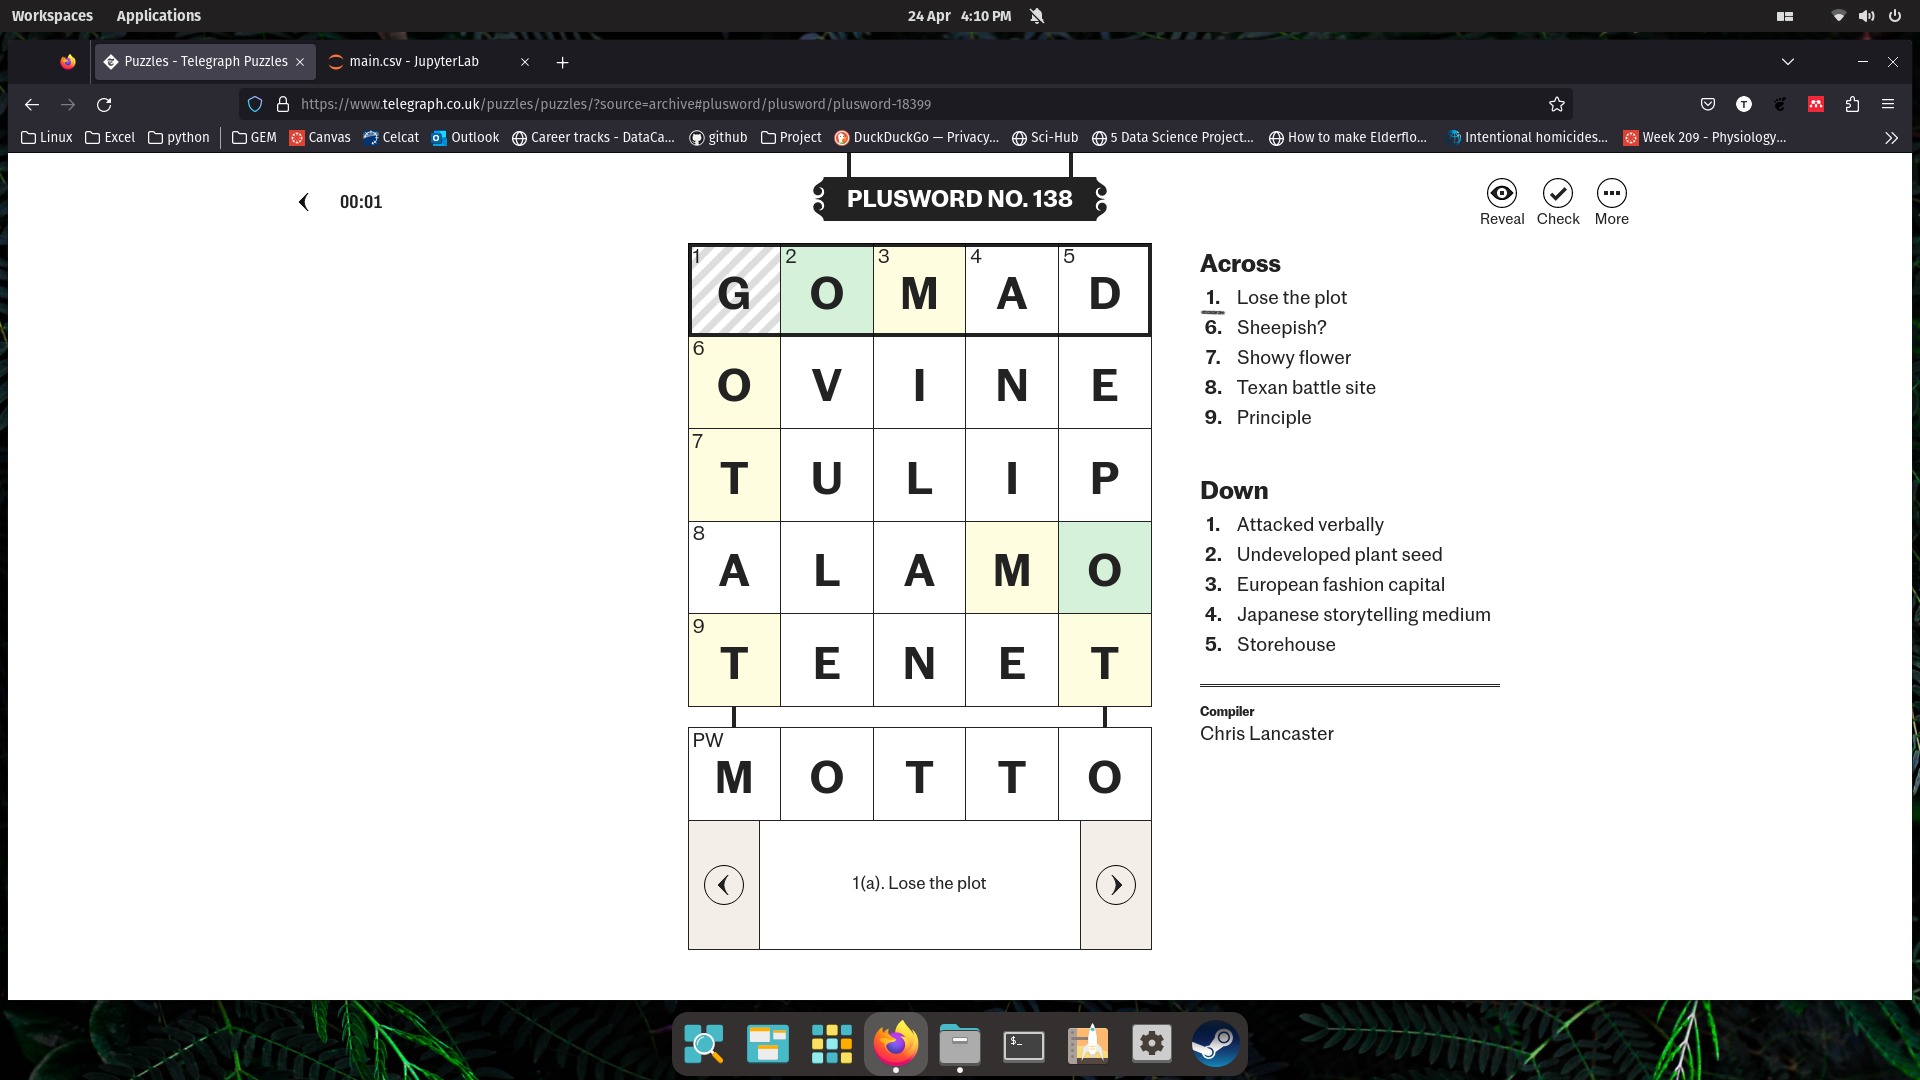 Workspaces Applications 24 Apr 4:10 PM
Puzzles - Telegraph Puzzles main.csv - JupyterLab
https://www.telegraph.co.uk/puzzles/puzzles/?source=archive#plusword/plusword/plusword-18399
Linux Excel python GEM Canvas Celcat Outlook Career tracks - DataCa... github Project DuckDuckGo — Privacy... Sci-Hub 5 Data Science Project... How to make Elderflo... Intentional homicides... Week 209 - Physiology...
00:01
PLUSWORD NO. 138
Reveal Check More
1 2 3 4 5
G O M A D
6
O V I N E
7
T U L I P
8
A L A M O
9
T E N E T
PW
M O T T O
1(a). Lose the plot
Across
1. Lose the plot
6. Sheepish?
7. Showy flower
8. Texan battle site
9. Principle
Down
1. Attacked verbally
2. Undeveloped plant seed
3. European fashion capital
4. Japanese storytelling medium
5. Storehouse
Compiler
Chris Lancaster
$_